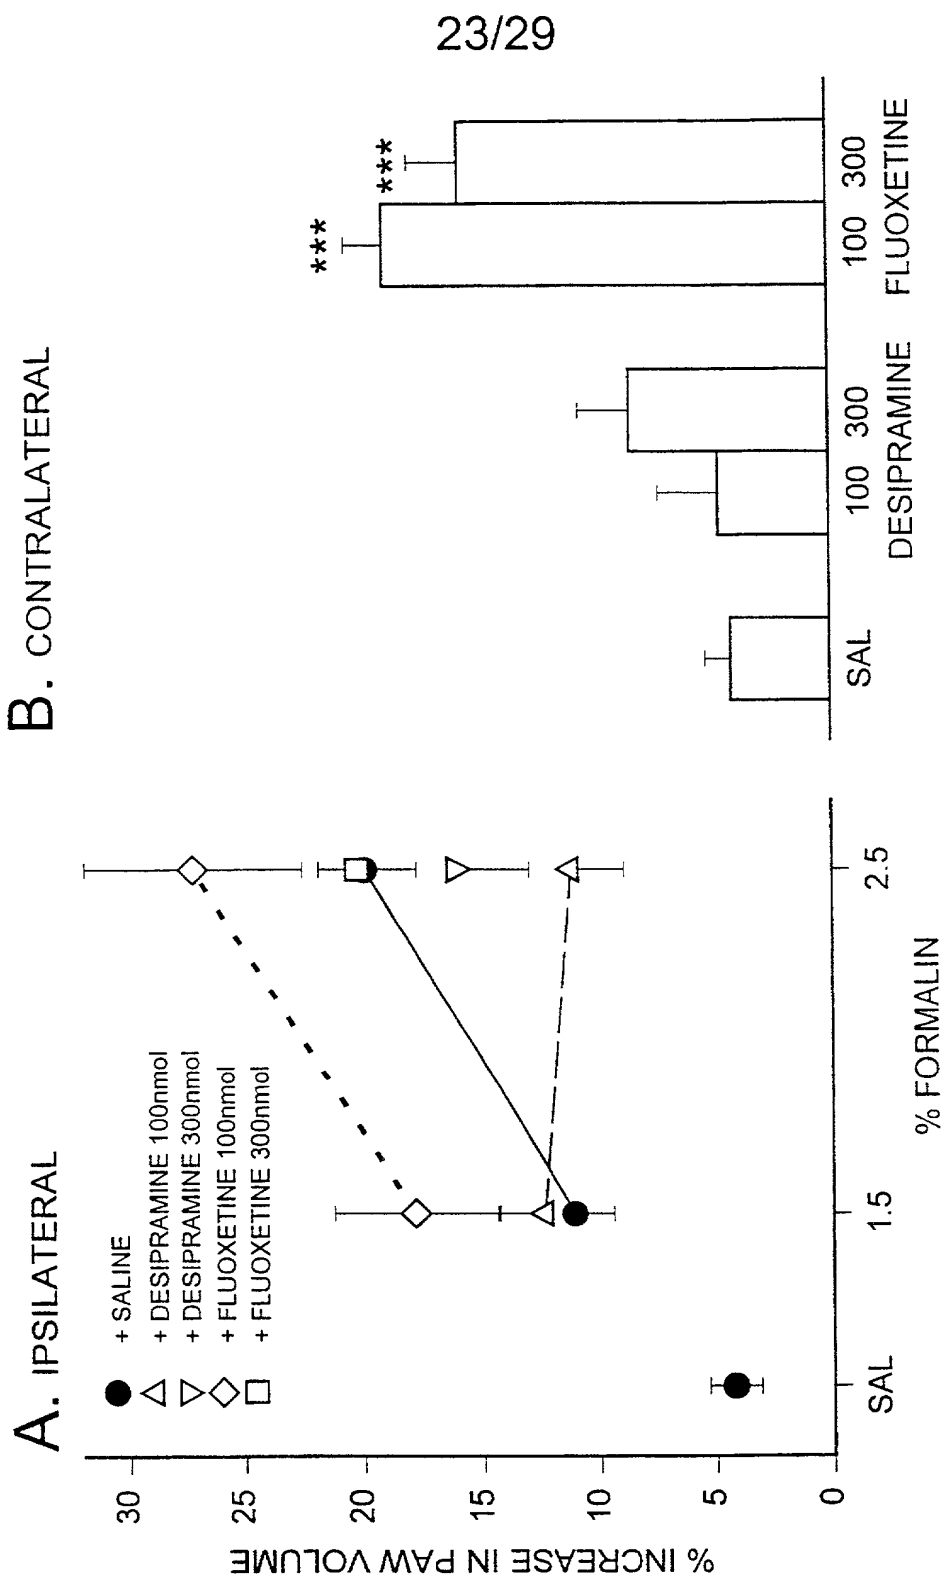 23/29
A. IPSILATERAL
+ SALINE
+ DESIPRAMINE 100nmol
+ DESIPRAMINE 300nmol
+ FLUOXETINE 100nmol
+ FLUOXETINE 300nmol
% INCREASE IN PAW VOLUME
30
25
20
15
10
5
0
SAL 1.5 2.5
% FORMALIN
B. CONTRALATERAL
***
***
SAL 100 300 100 300
DESIPRAMINE FLUOXETINE